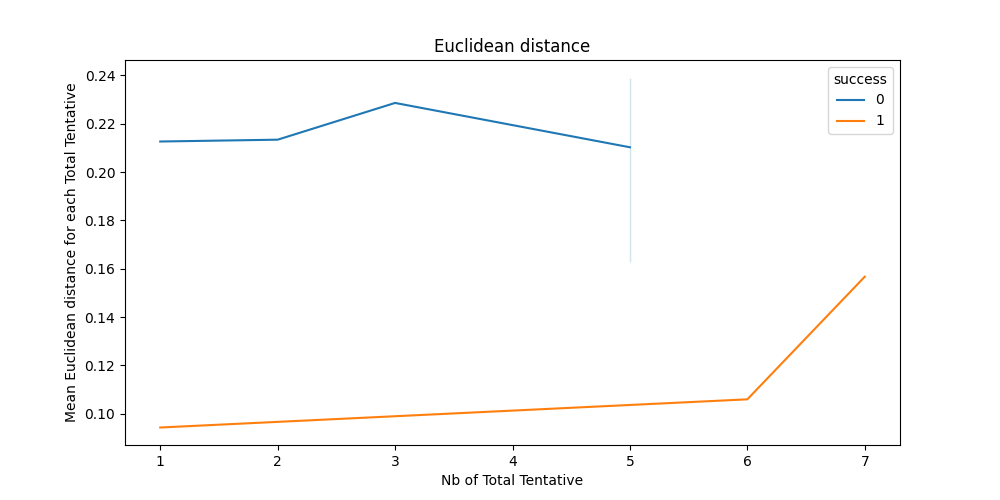 Euclidean distance
success
0
1
Mean Euclidean distance for each Total Tentative
0.24
0.22
0.20
0.18
0.16
0.14
0.12
0.10
1 2 3 4 5 6 7
Nb of Total Tentative